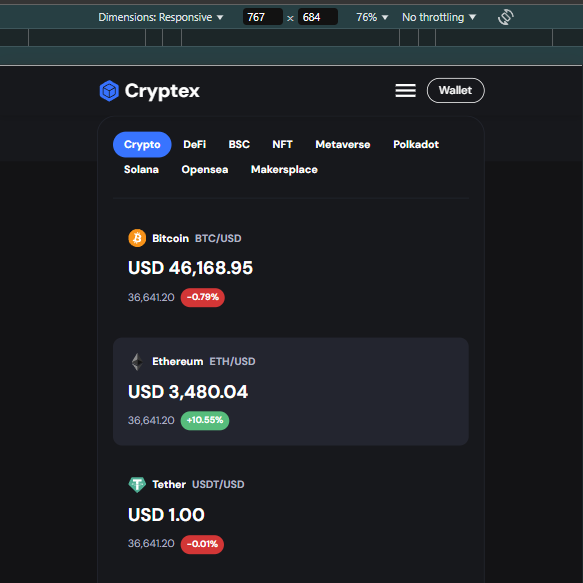 Dimensions: Responsive 767 x 684 76% No throttling
Cryptex Wallet
Crypto DeFi BSC NFT Metaverse Polkadot
Solana Opensea Makersplace
Bitcoin BTC/USD
USD 46,168.95
36,641.20 -0.79%
Ethereum ETH/USD
USD 3,480.04
36,641.20 +10.55%
Tether USDT/USD
USD 1.00
36,641.20 -0.01%